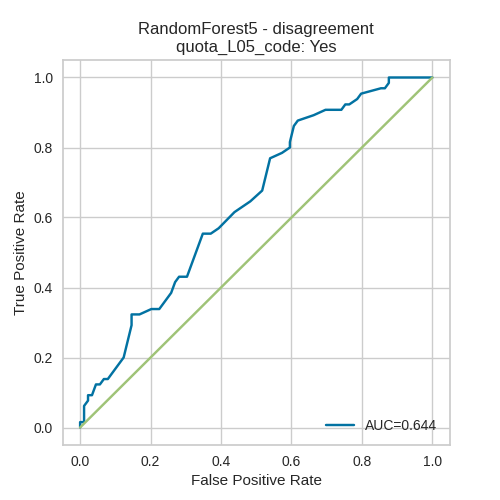 RandomForest5 - disagreement
quota_L05_code: Yes
True Positive Rate
1.0
0.8
0.6
0.4
0.2
0.0
AUC=0.644
0.0 0.2 0.4 0.6 0.8 1.0
False Positive Rate